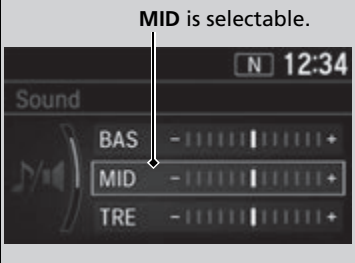 MID is selectable.
N 12:34
Sound
BAS - +
MID - +
TRE - +